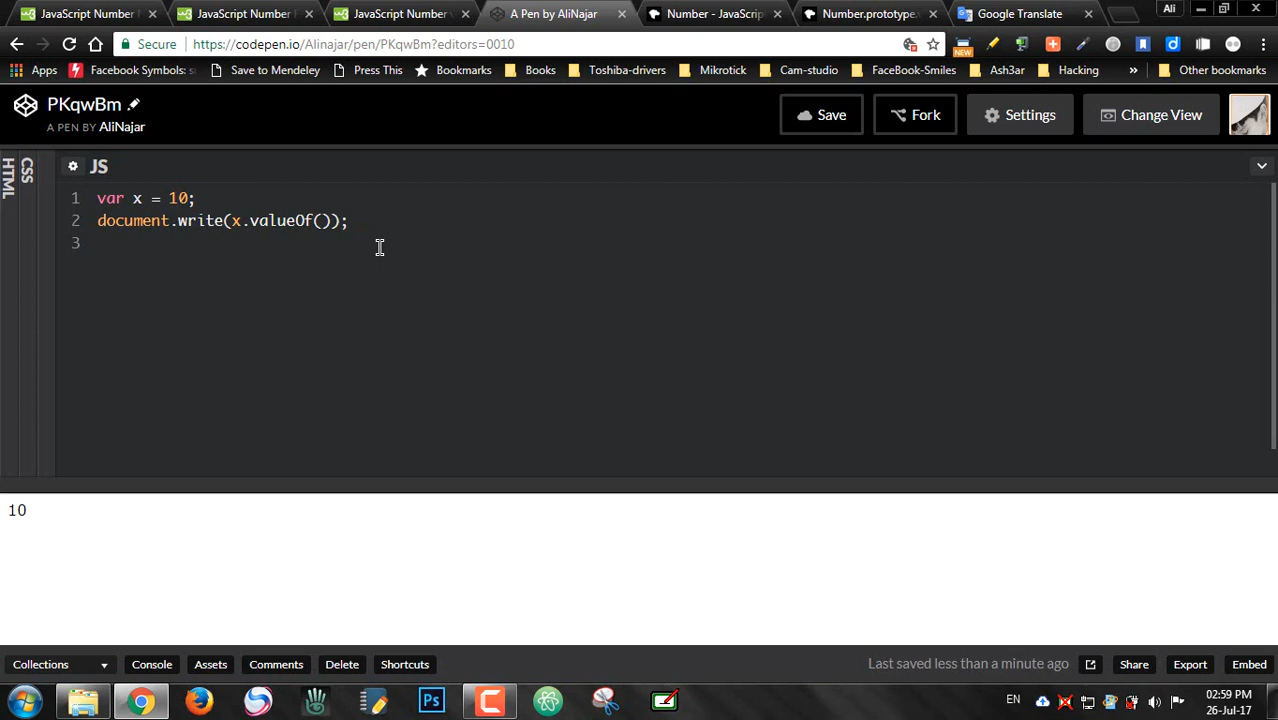 JavaScript Number M
JavaScript Number F
JavaScript Number v
A Pen by AliNajar
Number - JavaScrip
Number.prototype.v
Google Translate
Ali
Secure https://codepen.io/Alinajar/pen/PKqwBm?editors=0010
NEW
Apps Facebook Symbols: s Save to Mendeley Press This Bookmarks Books Toshiba-drivers Mikrotick Cam-studio FaceBook-Smiles Ash3ar Hacking » Other bookmarks
PKqwBm
A PEN BY AliNajar
Save Fork Settings Change View
HTML
CSS
JS
1 var x = 10;
2 document.write(x.valueOf());
3
10
Collections Console Assets Comments Delete Shortcuts Last saved less than a minute ago Share Export Embed
Ps
EN
02:59 PM
26-Jul-17